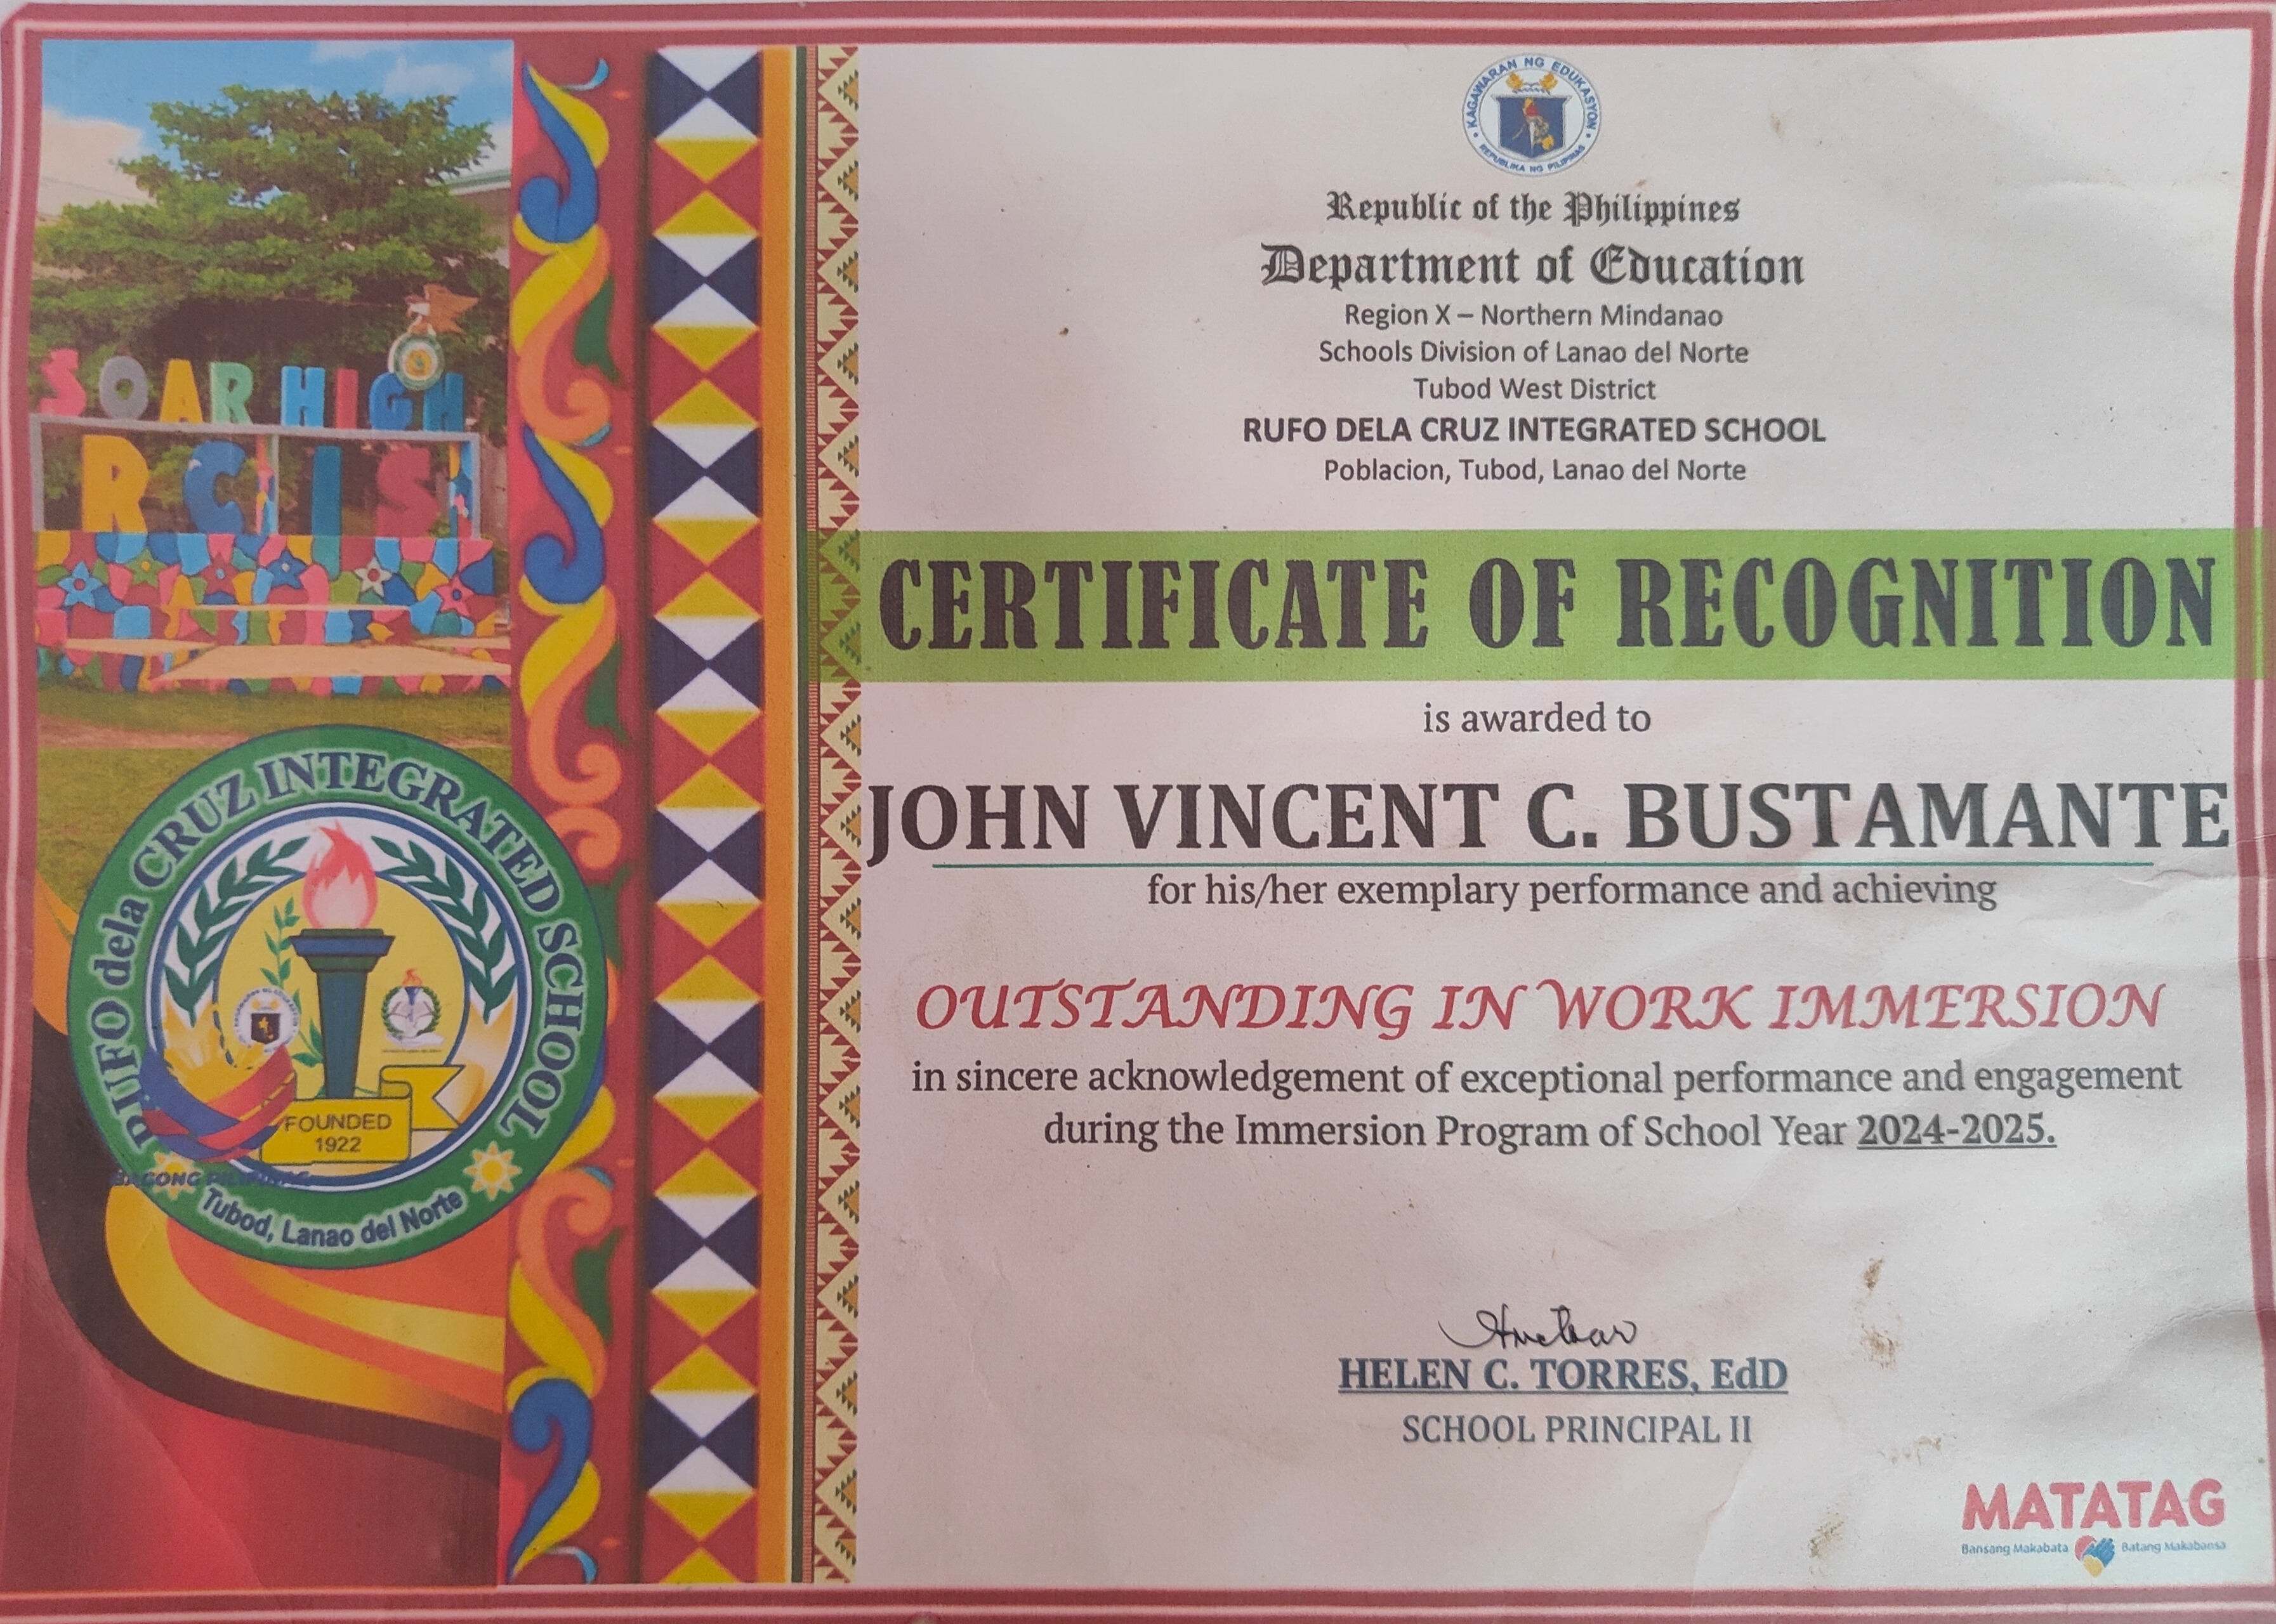 SOAR HIGH
RCIS
RUFO dela CRUZ INTEGRATED SCHOOL
FOUNDED
1922
BAGONG PILIPINAS
Tubod, Lanao del Norte
KAGAWARAN NG EDUKASYON
REPUBLIKA NG PILIPINAS
Republic of the Philippines
Department of Education
Region X – Northern Mindanao
Schools Division of Lanao del Norte
Tubod West District
RUFO DELA CRUZ INTEGRATED SCHOOL
Poblacion, Tubod, Lanao del Norte
CERTIFICATE OF RECOGNITION
is awarded to
JOHN VINCENT C. BUSTAMANTE
for his/her exemplary performance and achieving
OUTSTANDING IN WORK IMMERSION
in sincere acknowledgement of exceptional performance and engagement
during the Immersion Program of School Year 2024-2025.
HELEN C. TORRES, EdD
SCHOOL PRINCIPAL II
MATATAG
Bansang Makabata Batang Makabansa